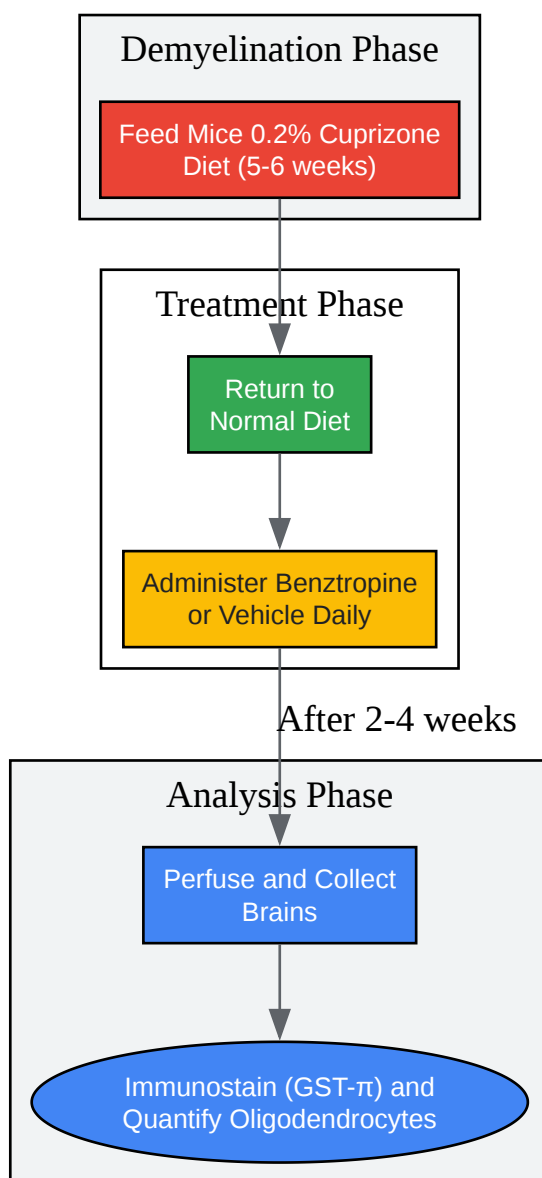 Demyelination Phase
Feed Mice 0.2% Cuprizone
Diet (5-6 weeks)
Treatment Phase
Return to
Normal Diet
Administer Benztropine
or Vehicle Daily
After 2-4 weeks
Analysis Phase
Perfuse and Collect
Brains
Immunostain (GST-π) and
Quantify Oligodendrocytes